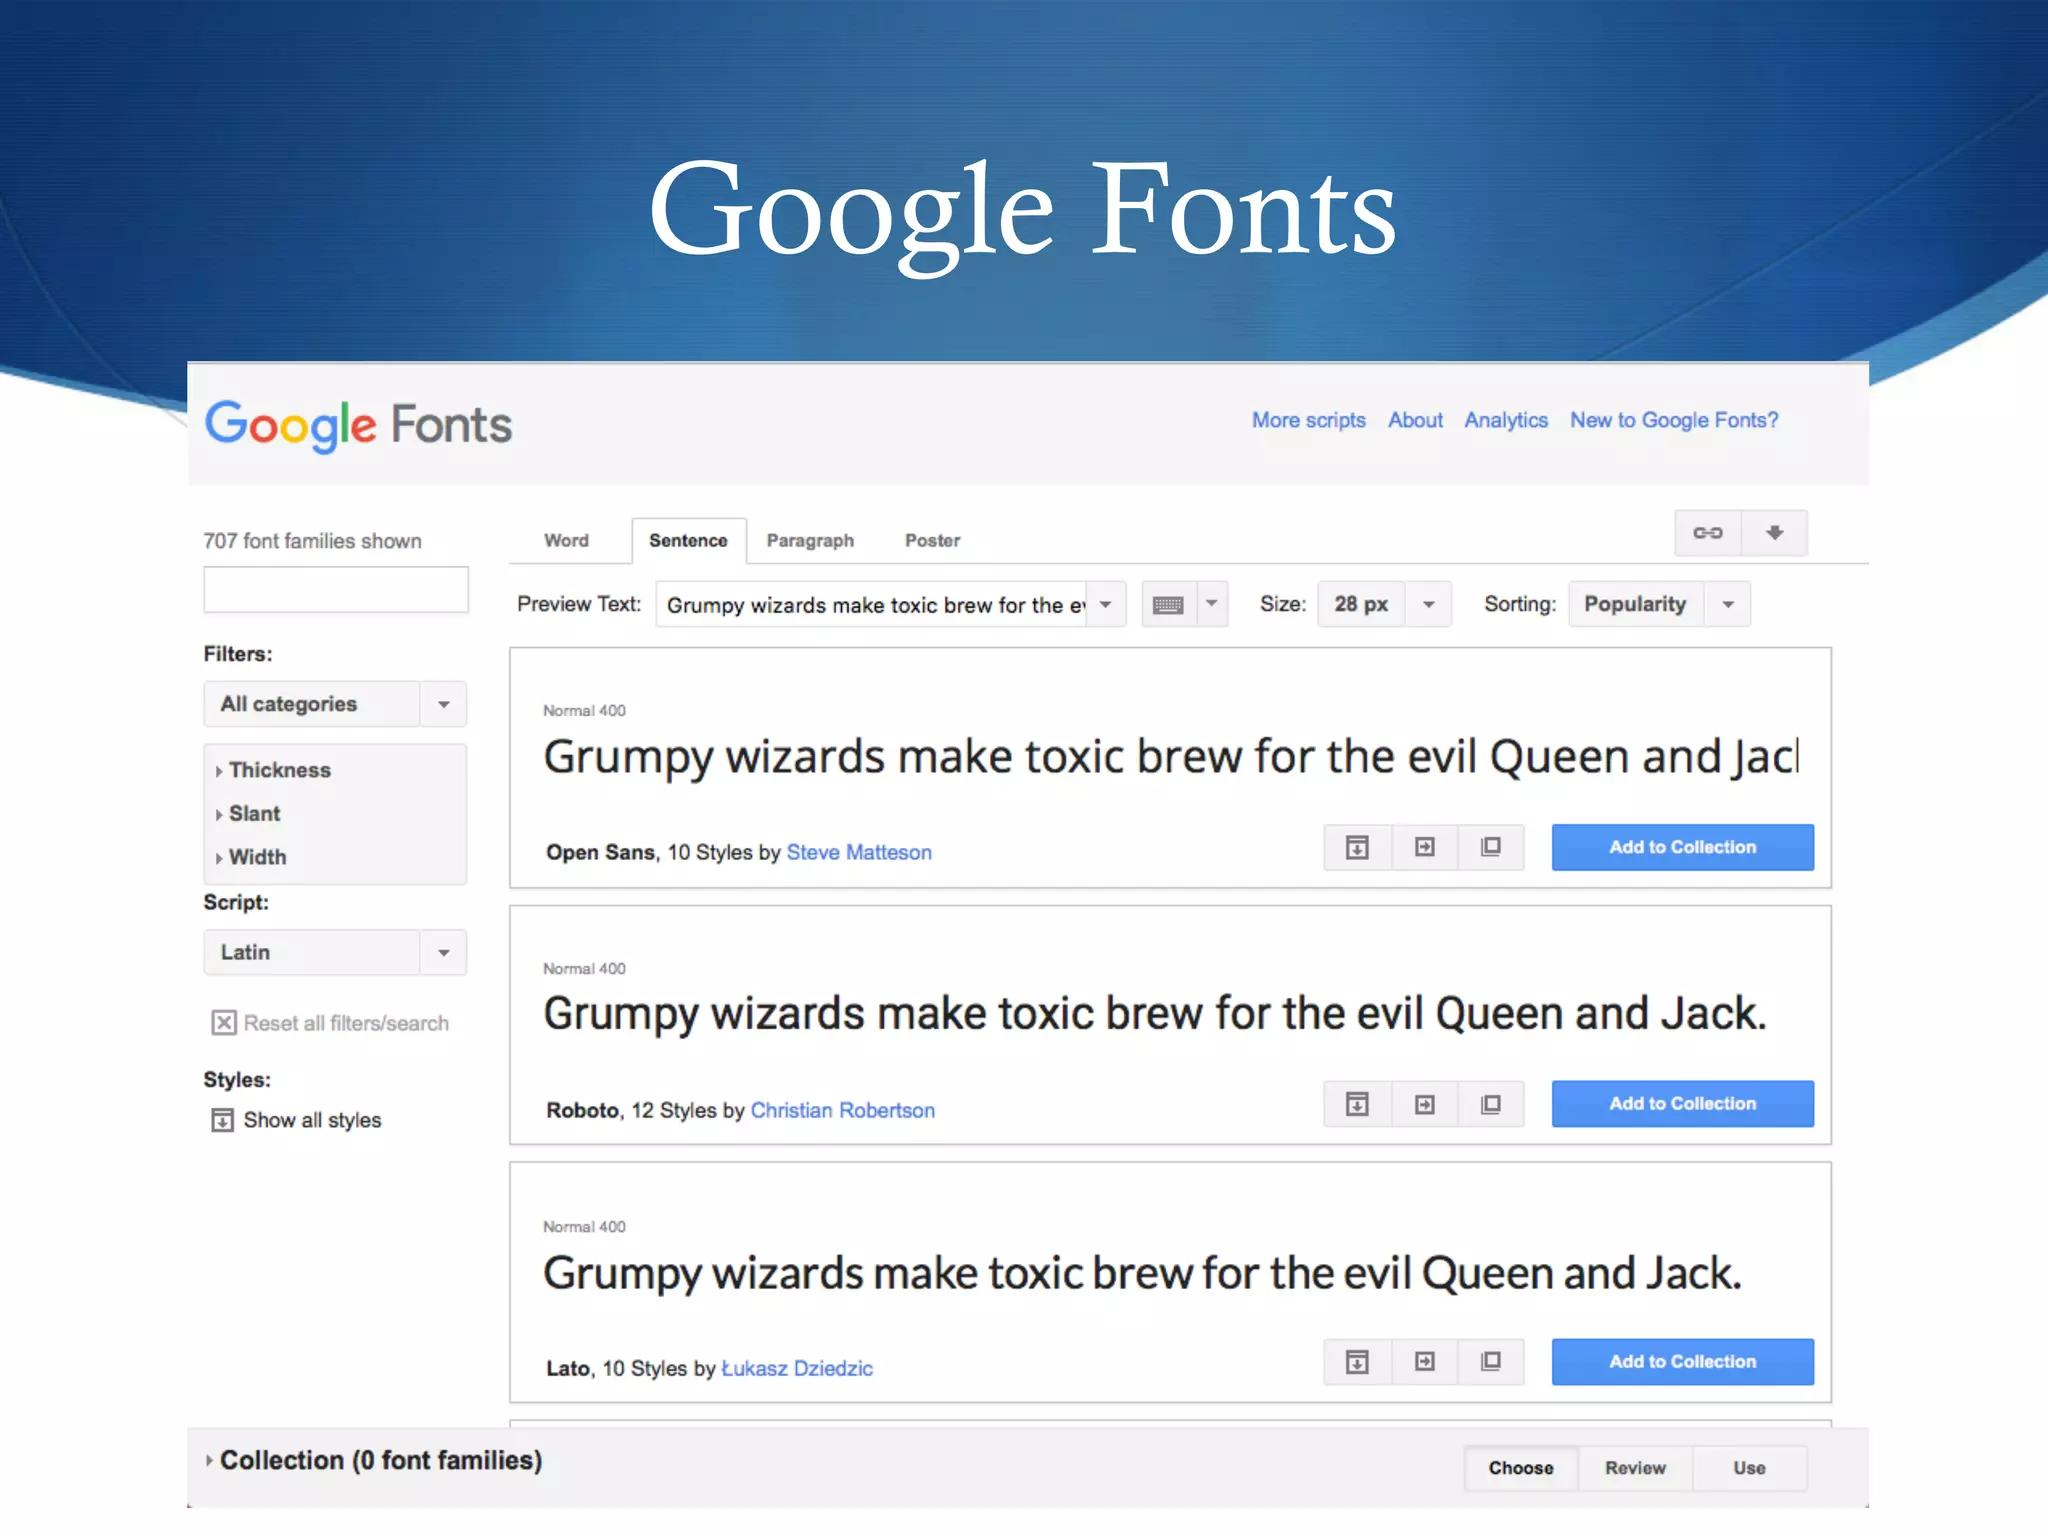 Google Fonts
Google Fonts
More scripts About Analytics New to Google Fonts?
707 font families shown
Word Sentence Paragraph Poster
Preview Text: Grumpy wizards make toxic brew for the ev Size: 28 px Sorting: Popularity
Filters:
All categories
Thickness
Slant
Width
Script:
Latin
Reset all filters/search
Styles:
Show all styles
Normal 400
Grumpy wizards make toxic brew for the evil Queen and Jack
Open Sans, 10 Styles by Steve Matteson Add to Collection
Normal 400
Grumpy wizards make toxic brew for the evil Queen and Jack.
Roboto, 12 Styles by Christian Robertson Add to Collection
Normal 400
Grumpy wizards make toxic brew for the evil Queen and Jack.
Lato, 10 Styles by Łukasz Dziedzic Add to Collection
Collection (0 font families) Choose Review Use